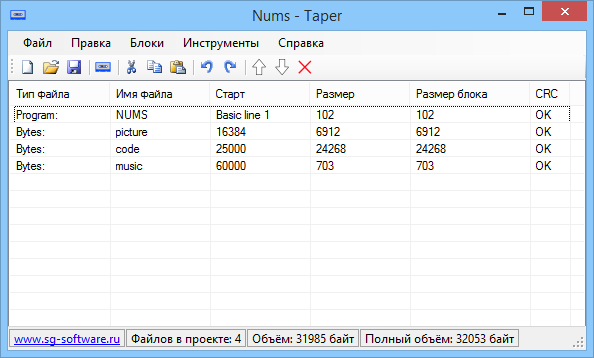 Nums - Taper
Файл Правка Блоки Инструменты Справка
Тип файла Имя файла Старт Размер Размер блока CRC
Program: NUMS Basic line 1 102 102 OK
Bytes: picture 16384 6912 6912 OK
Bytes: code 25000 24268 24268 OK
Bytes: music 60000 703 703 OK
www.sg-software.ru Файлов в проекте: 4 Объём: 31985 байт Полный объём: 32053 байт